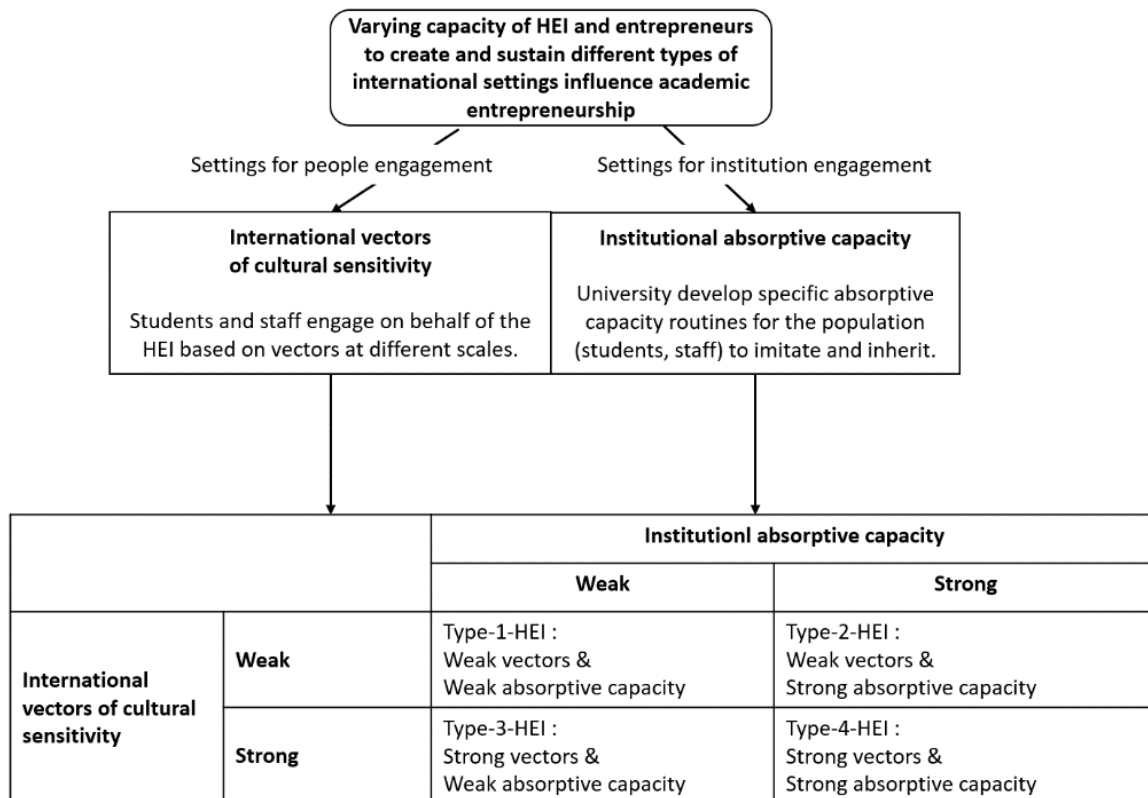 Varying capacity of HEI and entrepreneurs
to create and sustain different types of
international settings influence academic
entrepreneurship
Settings for people engagement
Settings for institution engagement
International vectors
of cultural sensitivity
Students and staff engage on behalf of the
HEI based on vectors at different scales.
Institutional absorptive capacity
University develop specific absorptive
capacity routines for the population
(students, staff) to imitate and inherit.
Institutionl absorptive capacity
Weak
Strong
International
vectors of cultural
sensitivity
Weak
Type-1-HEI :
Weak vectors &
Weak absorptive capacity
Type-2-HEI :
Weak vectors &
Strong absorptive capacity
Strong
Type-3-HEI :
Strong vectors &
Weak absorptive capacity
Type-4-HEI :
Strong vectors &
Strong absorptive capacity